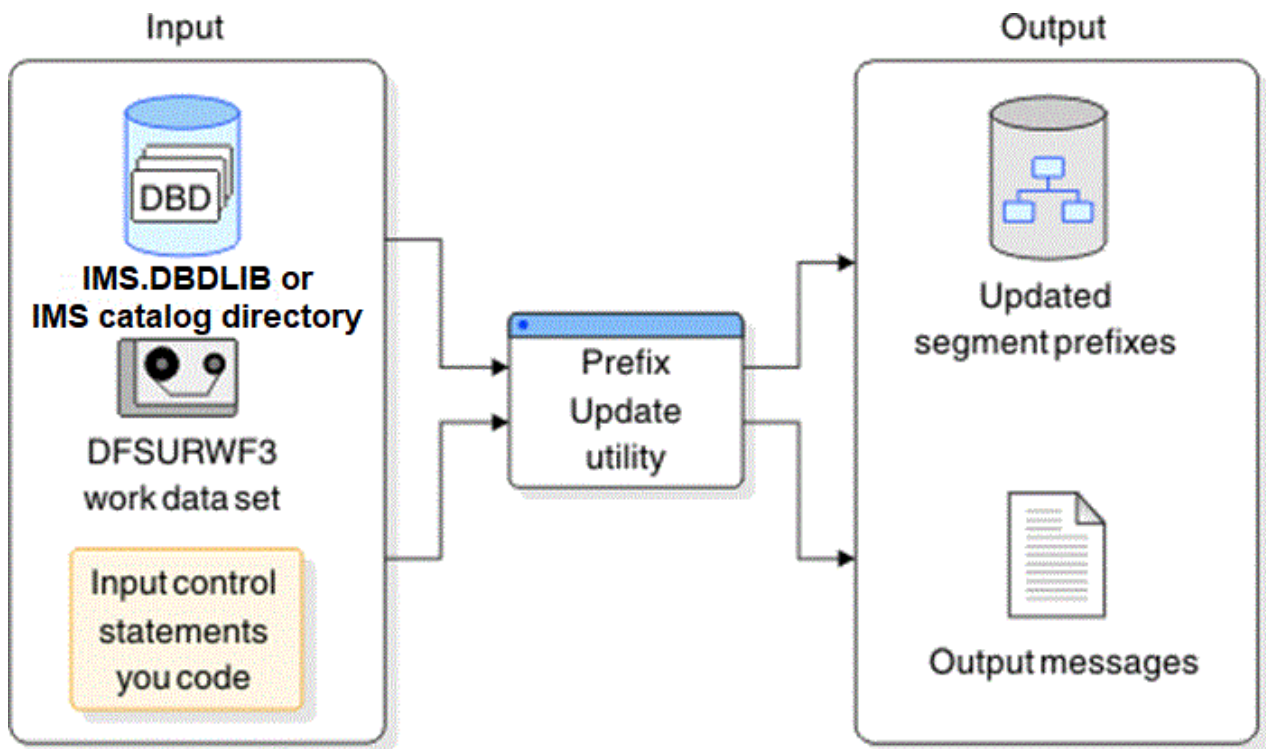 Input
Output
DBD
IMS.DBDLIB or
IMS catalog directory
DFSURWF3
work data set
Input control
statements
you code
Prefix
Update
utility
Updated
segment prefixes
Output messages